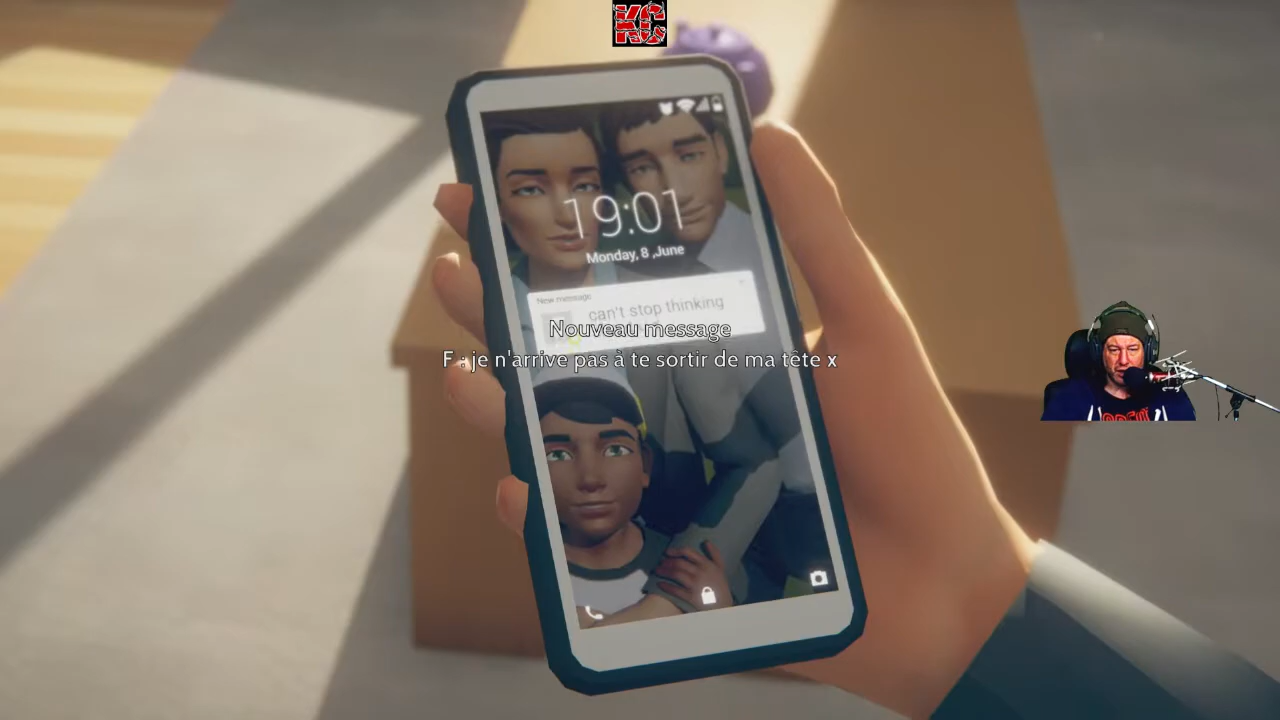 KC
19:01
Monday, 8 ,June
New message
can't stop thinking
Nouveau message
F : je n'arrive pas à te sortir de ma tête x